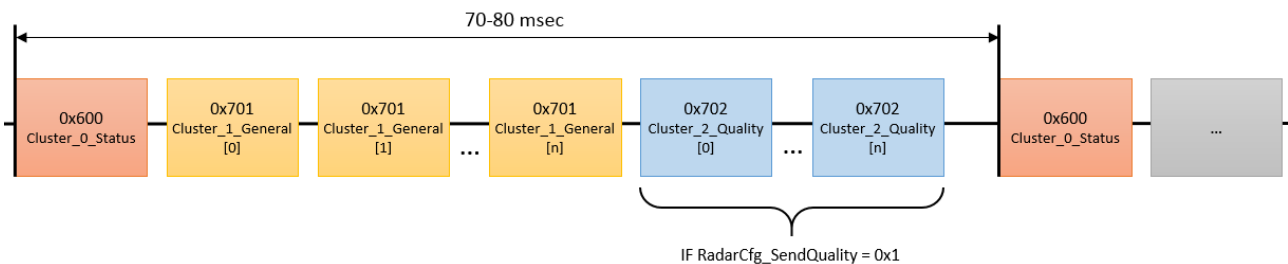 70-80 msec
0x600
Cluster_0_Status
0x701
Cluster_1_General
[0]
0x701
Cluster_1_General
[1]
...
0x701
Cluster_1_General
[n]
0x702
Cluster_2_Quality
[0]
...
0x702
Cluster_2_Quality
[n]
0x600
Cluster_0_Status
...
IF RadarCfg_SendQuality = 0x1